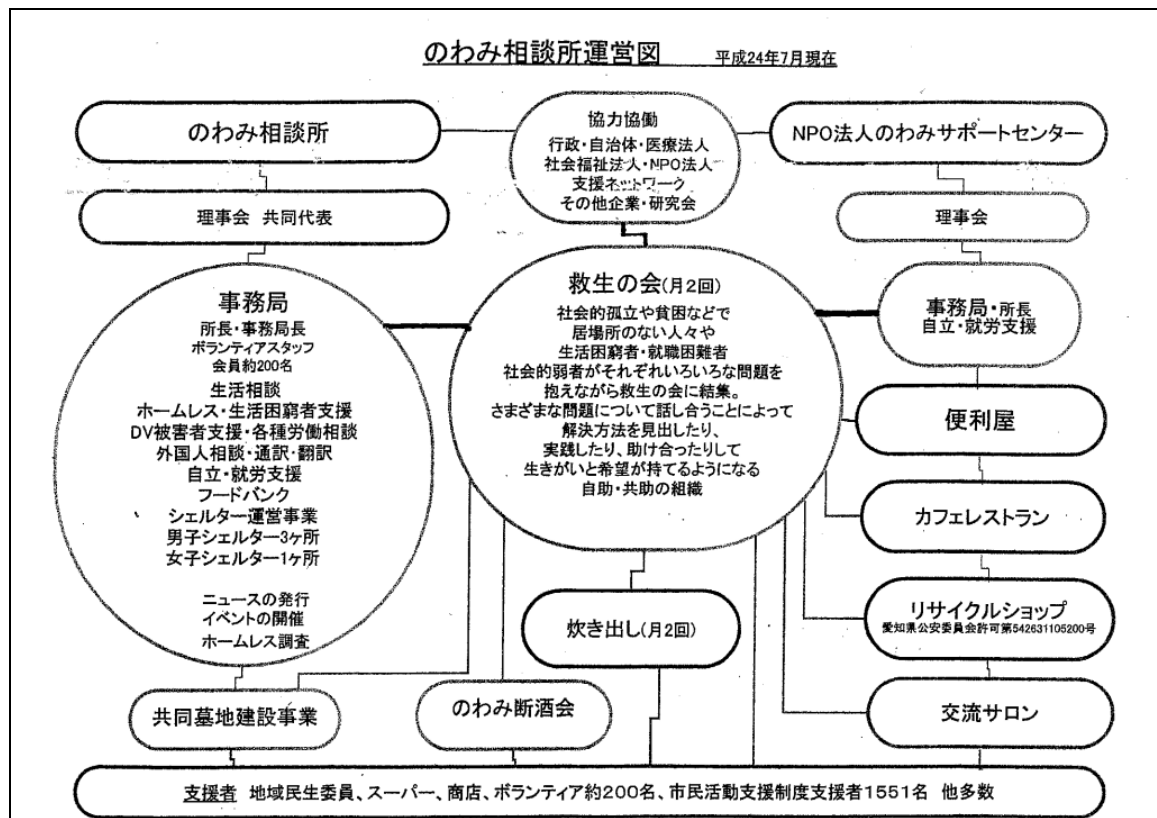 のわみ相談所運営図 平成24年7月現在
のわみ相談所
協力協働
行政・自治体・医療法人
社会福祉法人・NPO法人
支援ネットワーク
その他企業・研究会
NPO法人のわみサポートセンター
理事会 共同代表
理事会
事務局
所長・事務局長
ボランティアスタッフ
会員約200名
生活相談
ホームレス・生活困窮者支援
DV被害者支援・各種労働相談
外国人相談・通訳・翻訳
自立・就労支援
フードバンク
シェルター運営事業
男子シェルター3ヶ所
女子シェルター1ヶ所
ニュースの発行
イベントの開催
ホームレス調査
救生の会(月2回)
社会的孤立や貧困などで
居場所のない人々や
生活困窮者・就職困難者
社会的弱者がそれぞれいろいろな問題を
抱えながら救生の会に結集。
さまざまな問題について話し合うことによって
解決方法を見出したり、
実践したり、助け合ったりして
生きがいと希望が持てるようになる
自助・共助の組織
事務局・所長
自立・就労支援
便利屋
カフェレストラン
リサイクルショップ
愛知県公安委員会許可第542631105200号
交流サロン
炊き出し(月2回)
共同墓地建設事業
のわみ断酒会
支援者 地域民生委員、スーパー、商店、ボランティア約200名、市民活動支援制度支援者1551名 他多数